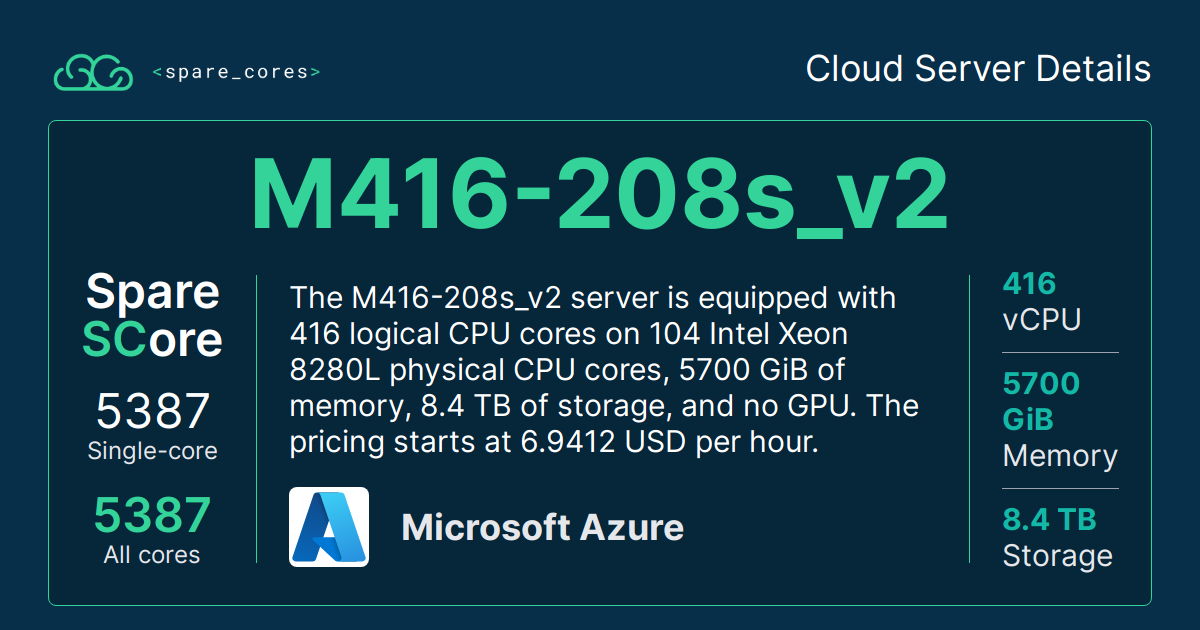 <spare_cores>
Cloud Server Details
M416-208s_v2
Spare
SCore
5387
Single-core
5387
All cores
The M416-208s_v2 server is equipped with
416 logical CPU cores on 104 Intel Xeon
8280L physical CPU cores, 5700 GiB of
memory, 8.4 TB of storage, and no GPU. The
pricing starts at 6.9412 USD per hour.
Microsoft Azure
416
vCPU
5700
GiB
Memory
8.4 TB
Storage